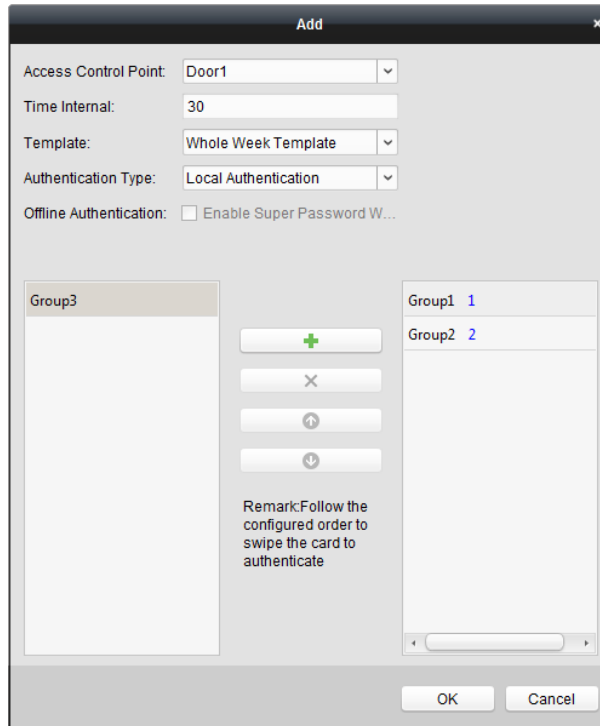 Add
Access Control Point: Door1
Time Internal: 30
Template: Whole Week Template
Authentication Type: Local Authentication
Offline Authentication: Enable Super Password W...
Group3
Group1 1
Group2 2
Remark:Follow the
configured order to
swipe the card to
authenticate
OK Cancel